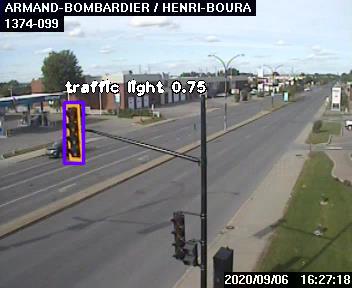 ARMAND-BOMBARDIER / HENRI-BOURA
1374-099
traffic light 0.75
2020/09/06 16:27:18